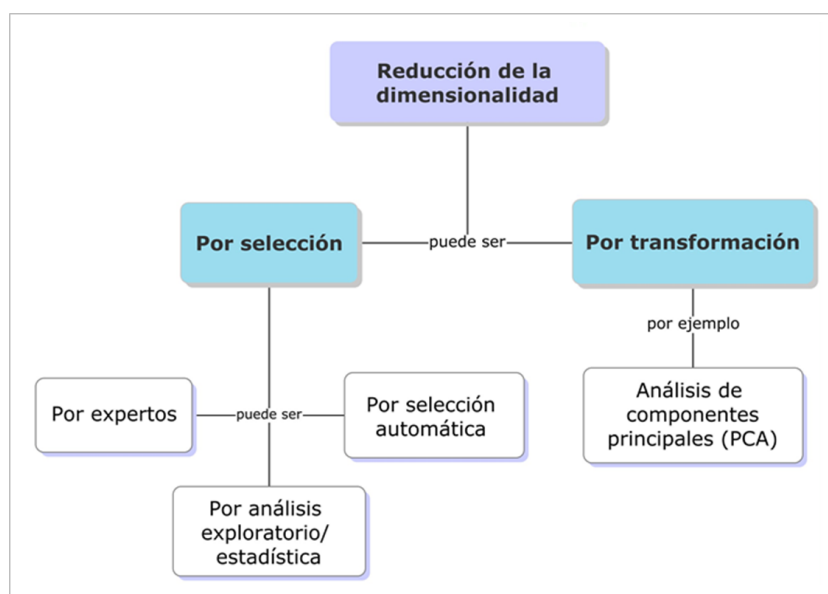 Reducción de la
dimensionalidad
Por selección
puede ser
Por transformación
por ejemplo
Por expertos
puede ser
Por selección
automática
Análisis de
componentes
principales (PCA)
Por análisis
exploratorio/
estadística